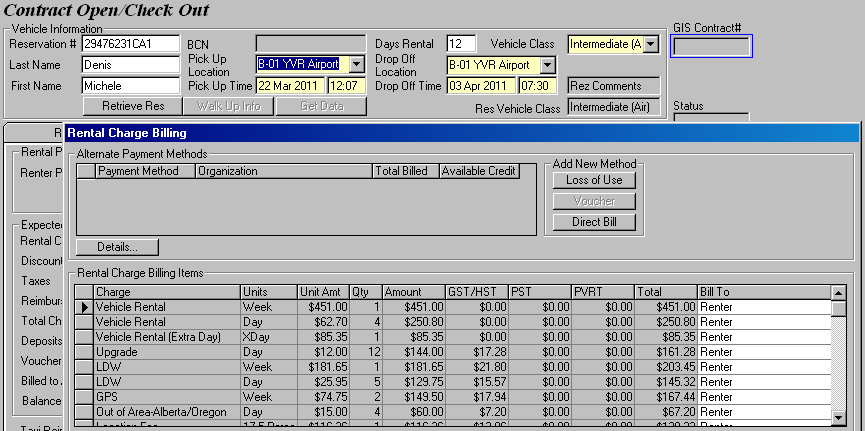 Contract Open/Check Out
Vehicle Information
Reservation # 29476231CA1 BCN Days Rental 12 Vehicle Class Intermediate (A GIS Contract#
Last Name Denis Pick Up Location B-01 YVR Airport Drop Off Location B-01 YVR Airport
First Name Michele Pick Up Time 22 Mar 2011 12:07 Drop Off Time 03 Apr 2011 07:30 Rez Comments
Retrieve Res Walk Up Info Get Data Res Vehicle Class Intermediate (Air) Status
R
Rental Charge Billing
Rental P
Renter P
Alternate Payment Methods
Payment Method Organization Total Billed Available Credit
Add New Method
Loss of Use
Voucher
Direct Bill
Details...
Expected
Rental C
Discount
Taxes
Reimburs
Total Ch
Deposits
Voucher
Billed to
Balance
Rental Charge Billing Items
Charge Units Unit Amt Qty Amount GST/HST PST PVRT Total Bill To
Vehicle Rental Week $451.00 1 $451.00 $0.00 $0.00 $0.00 $451.00 Renter
Vehicle Rental Day $62.70 4 $250.80 $0.00 $0.00 $0.00 $250.80 Renter
Vehicle Rental (Extra Day) XDay $85.35 1 $85.35 $0.00 $0.00 $0.00 $85.35 Renter
Upgrade Day $12.00 12 $144.00 $17.28 $0.00 $0.00 $161.28 Renter
LDW Week $181.65 1 $181.65 $21.80 $0.00 $0.00 $203.45 Renter
LDW Day $25.95 5 $129.75 $15.57 $0.00 $0.00 $145.32 Renter
GPS Week $74.75 2 $149.50 $17.94 $0.00 $0.00 $167.44 Renter
Out of Area-Alberta/Oregon Day $15.00 4 $60.00 $7.20 $0.00 $0.00 $67.20 Renter